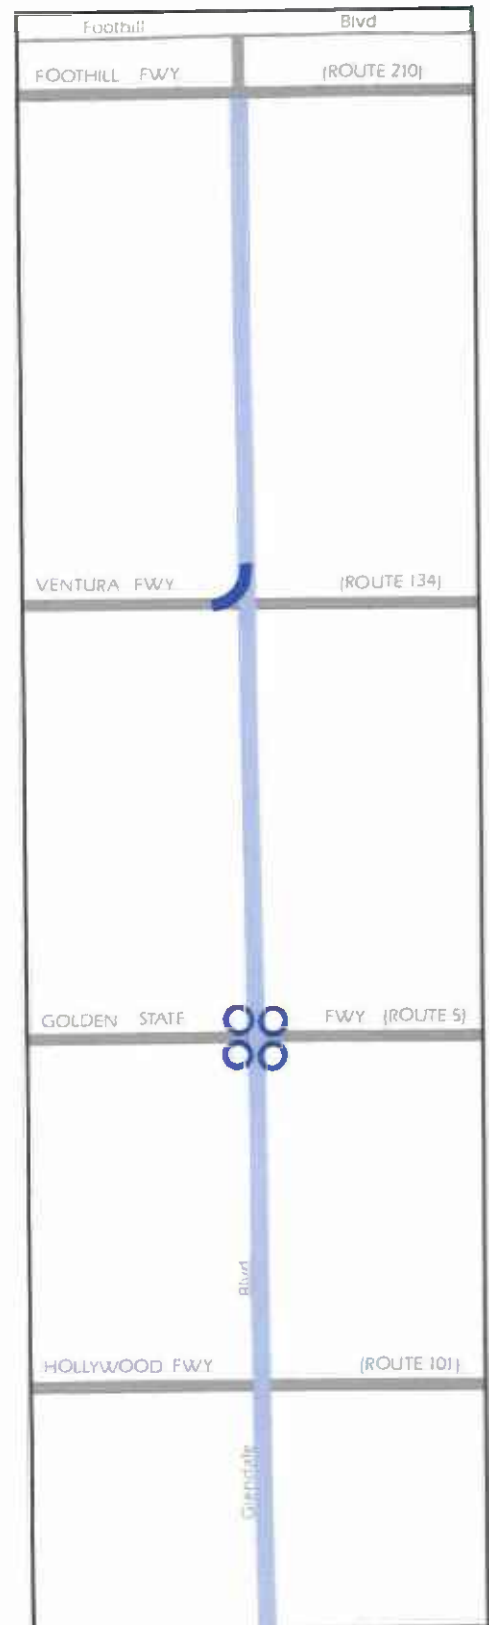 Foothill Blvd
FOOTHILL FWY (ROUTE 210)
VENTURA FWY (ROUTE 134)
GOLDEN STATE FWY (ROUTE 5)
Blvd
HOLLYWOOD FWY (ROUTE 101)
Glendale